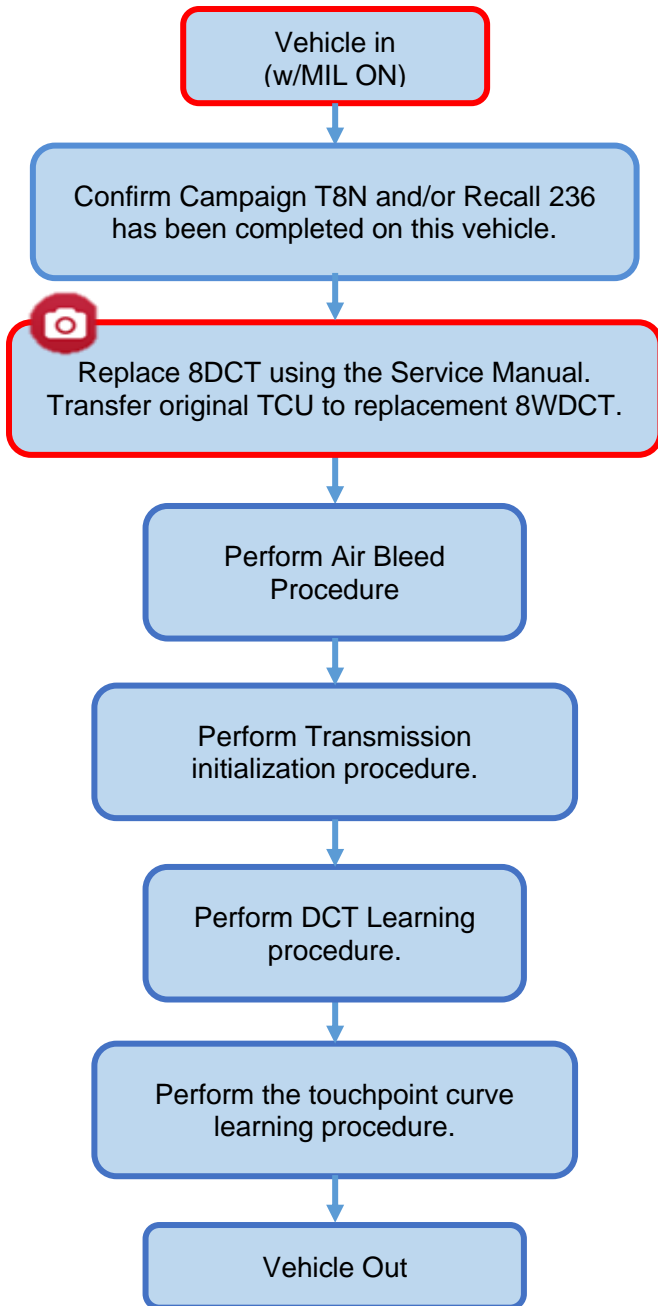 Vehicle in
(w/MIL ON)
Confirm Campaign T8N and/or Recall 236
has been completed on this vehicle.
Replace 8DCT using the Service Manual.
Transfer original TCU to replacement 8WDCT.
Perform Air Bleed
Procedure
Perform Transmission
initialization procedure.
Perform DCT Learning
procedure.
Perform the touchpoint curve
learning procedure.
Vehicle Out